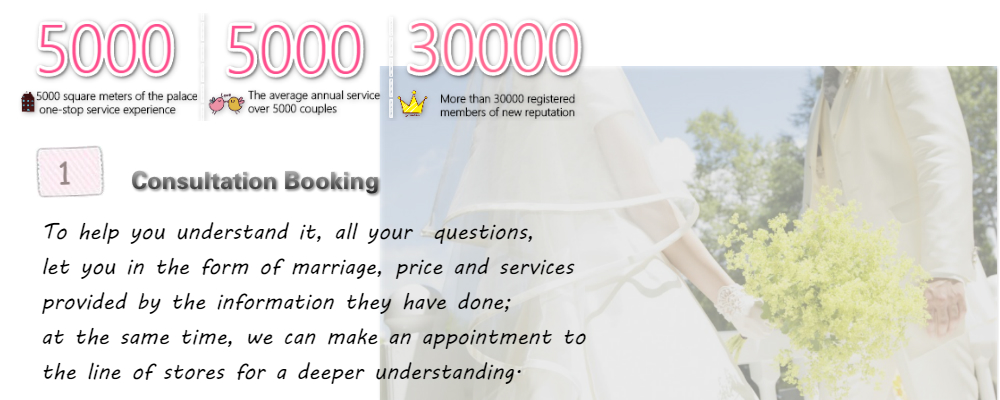 5000
5000
30000
5000 square meters of the palace
one-stop service experience
The average annual service
over 5000 couples
More than 30000 registered
members of new reputation
1
Consultation Booking
To help you understand it, all your questions,
let you in the form of marriage, price and services
provided by the information they have done;
at the same time, we can make an appointment to
the line of stores for a deeper understanding.